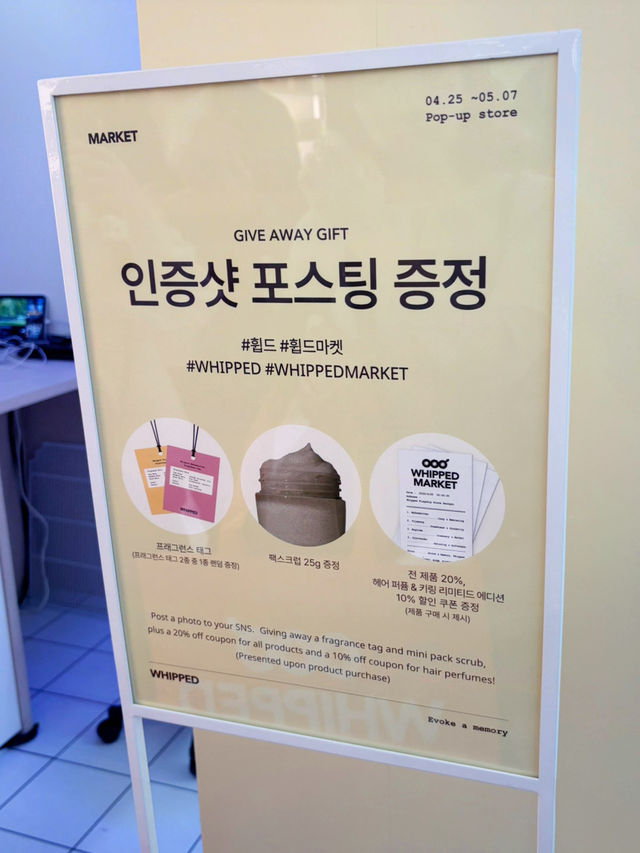 MARKET
04.25 ~05.07
Pop-up store
GIVE AWAY GIFT
인증샷 포스팅 증정
#휩드 #휩드마켓
#WHIPPED #WHIPPEDMARKET
WHIPPED
MARKET
프래그런스 태그
(프래그런스 태그 2종 중 1종 랜덤 증정)
팩스크럽 25g 증정
전 제품 20%,
헤어 퍼퓸 & 키링 리미티드 에디션
10% 할인 쿠폰 증정
(제품 구매 시 제시)
Post a photo to your SNS. Giving away a fragrance tag and mini pack scrub,
plus a 20% off coupon for all products and a 10% off coupon for hair perfumes!
(Presented upon product purchase)
WHIPPED
Evoke a memory